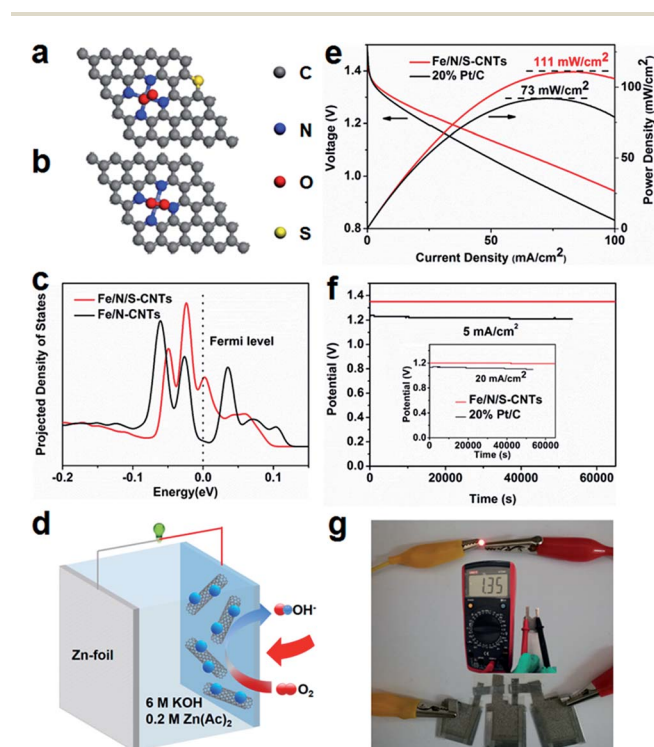 a
C
N
b
O
S
c
Fe/N/S-CNTs
Fe/N-CNTs
Fermi level
Projected Density of States
-0.2
-0.1
0.0
0.1
Energy(eV)
d
Zn-foil
6 M KOH
0.2 M Zn(Ac)2
OH-
O2
e
Fe/N/S-CNTs
20% Pt/C
111 mW/cm2
73 mW/cm2
1.4
1.2
1.0
0.8
Voltage (V)
100
50
0
Power Density (mW/cm2)
0
50
100
Current Density (mA/cm2)
f
1.4
1.2
1.0
0.8
0.6
0.4
0.2
0.0
Potential (V)
5 mA/cm2
1.2
0.8
0.4
0.0
Potential (V)
20 mA/cm2
Fe/N/S-CNTs
20% Pt/C
0
20000
40000
60000
Time (s)
0
20000
40000
60000
Time (s)
g
1.35